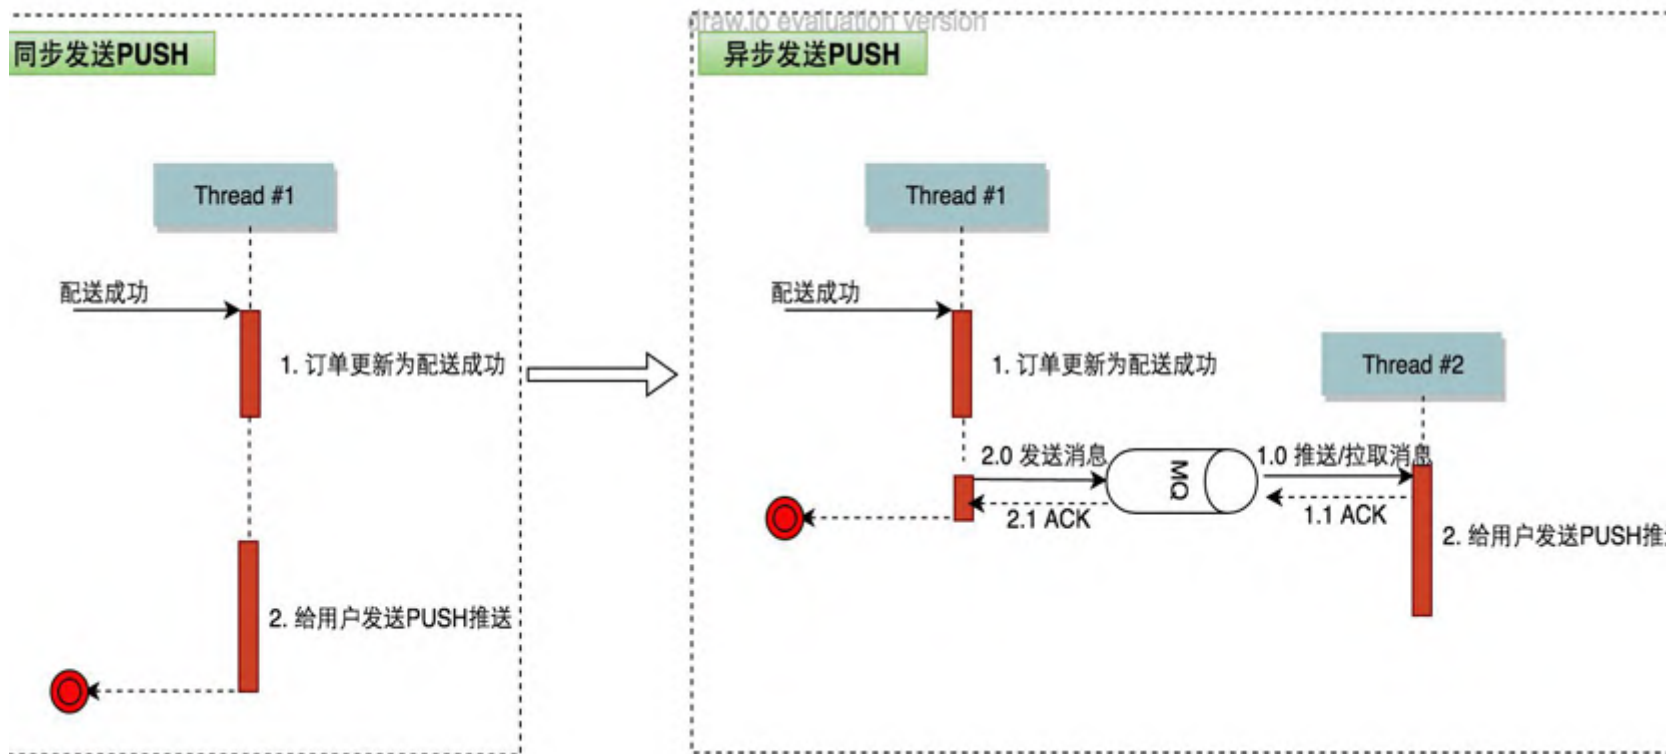 draw.io evaluation version
同步发送PUSH
Thread #1
配送成功
1. 订单更新为配送成功
2. 给用户发送PUSH推送
异步发送PUSH
Thread #1
配送成功
1. 订单更新为配送成功
Thread #2
2.0 发送消息
MQ
1.0 推送/拉取消息
2.1 ACK
1.1 ACK
2. 给用户发送PUSH推